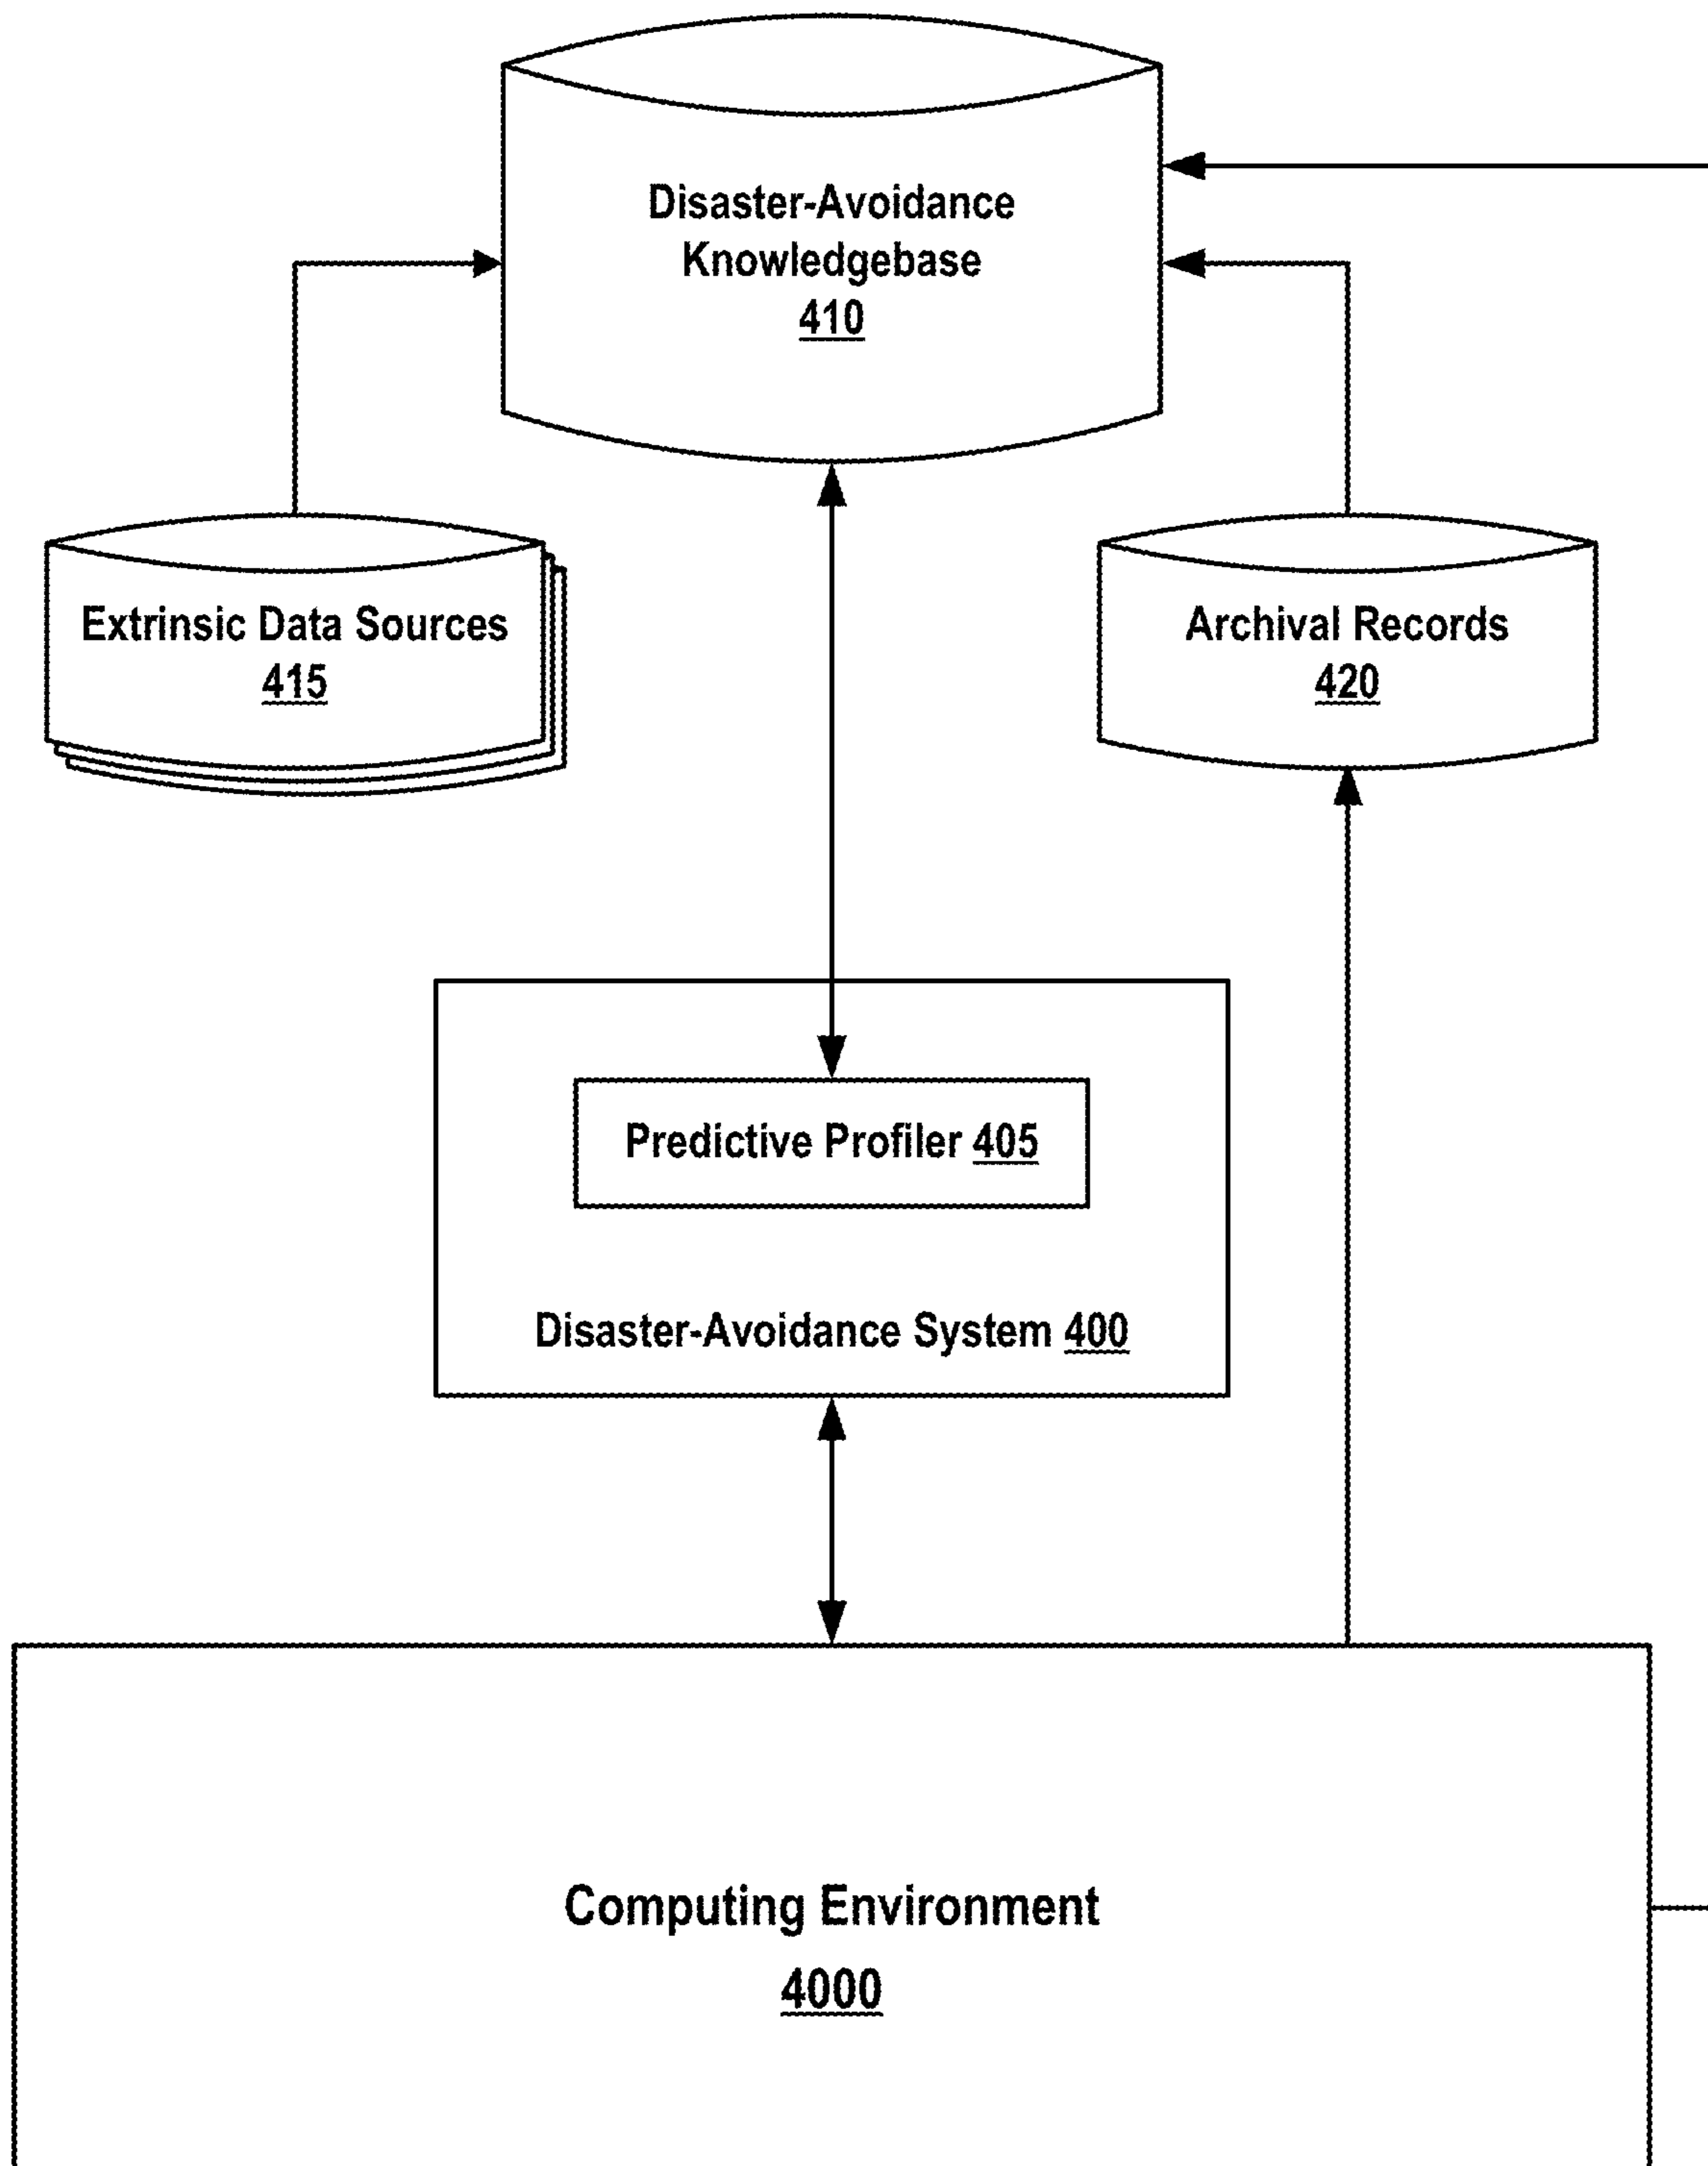 Disaster-Avoidance
Knowledgebase
410
Extrinsic Data Sources
415
Archival Records
420
Predictive Profiler 405
Disaster-Avoidance System 400
Computing Environment
4000